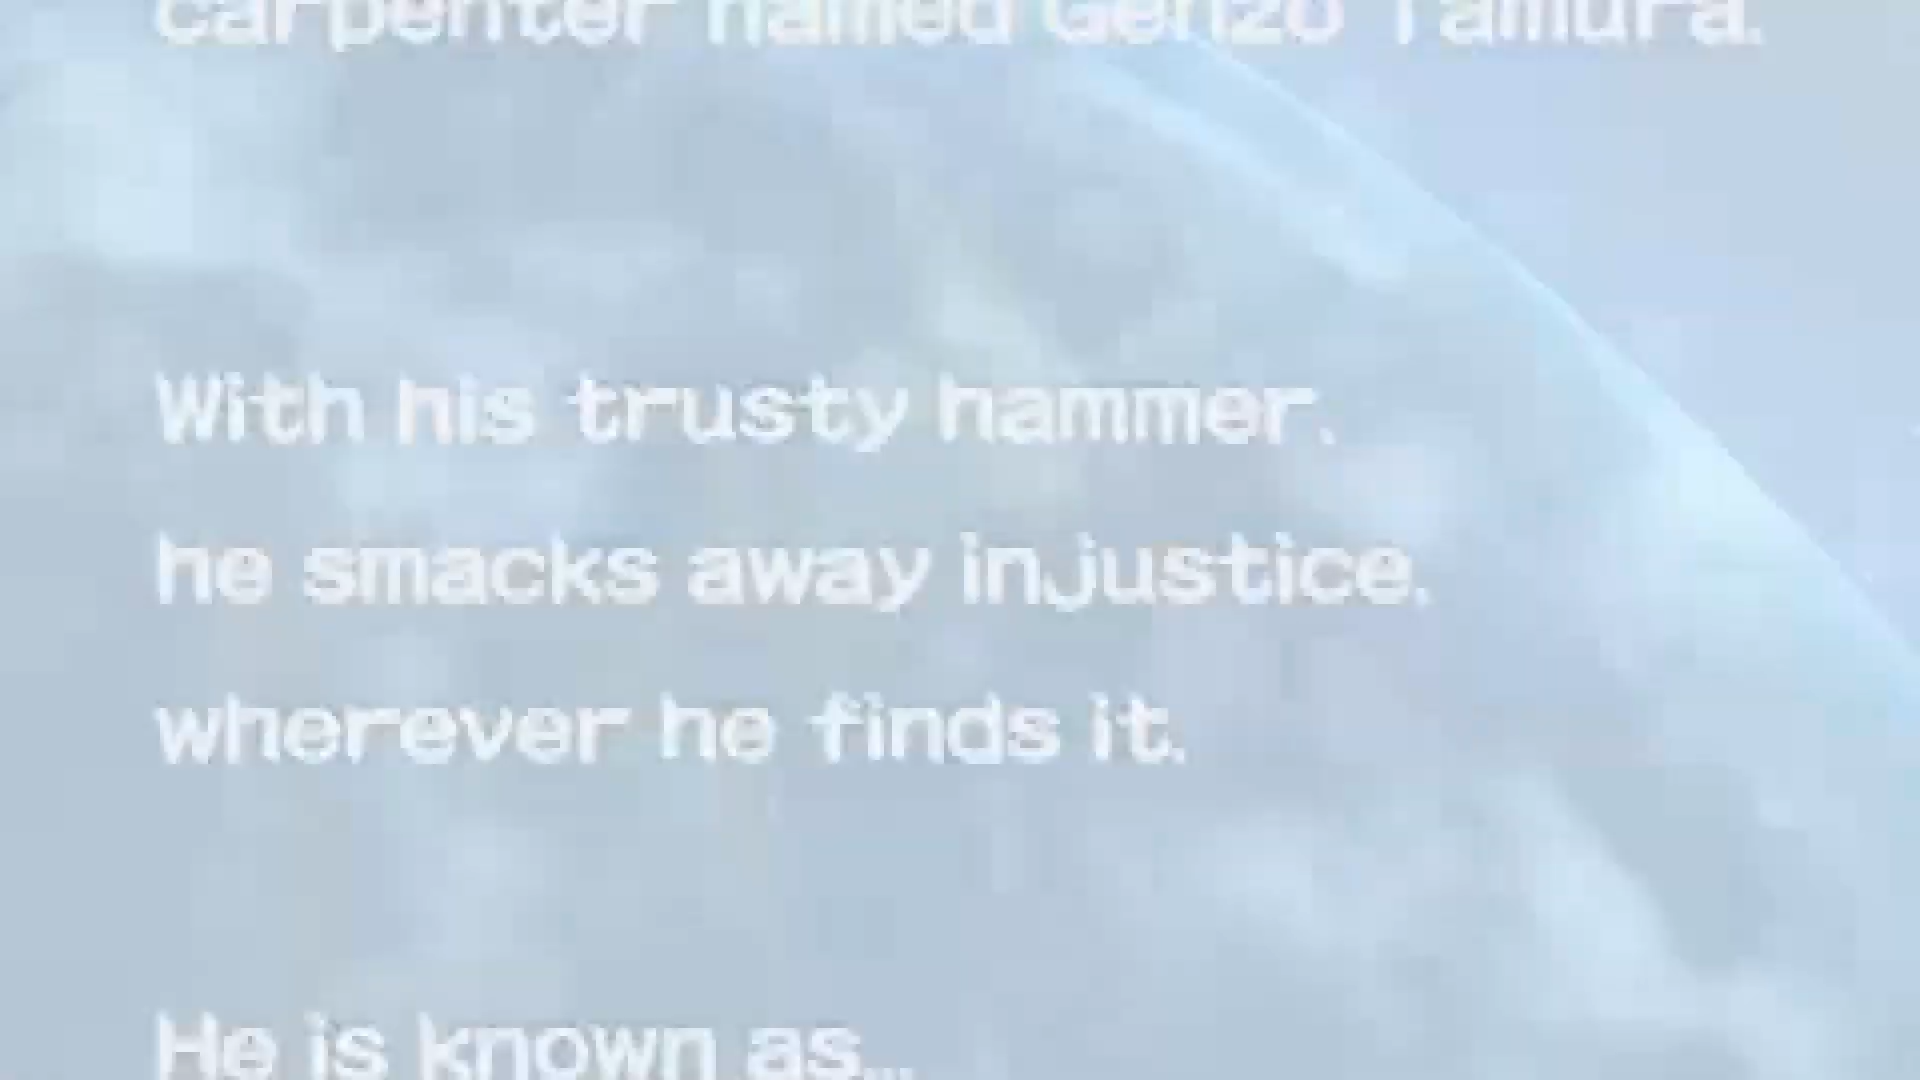 carpenter named Genzo Tamura.
With his trusty hammer.
he smacks away injustice.
wherever he finds it.
He is known as...